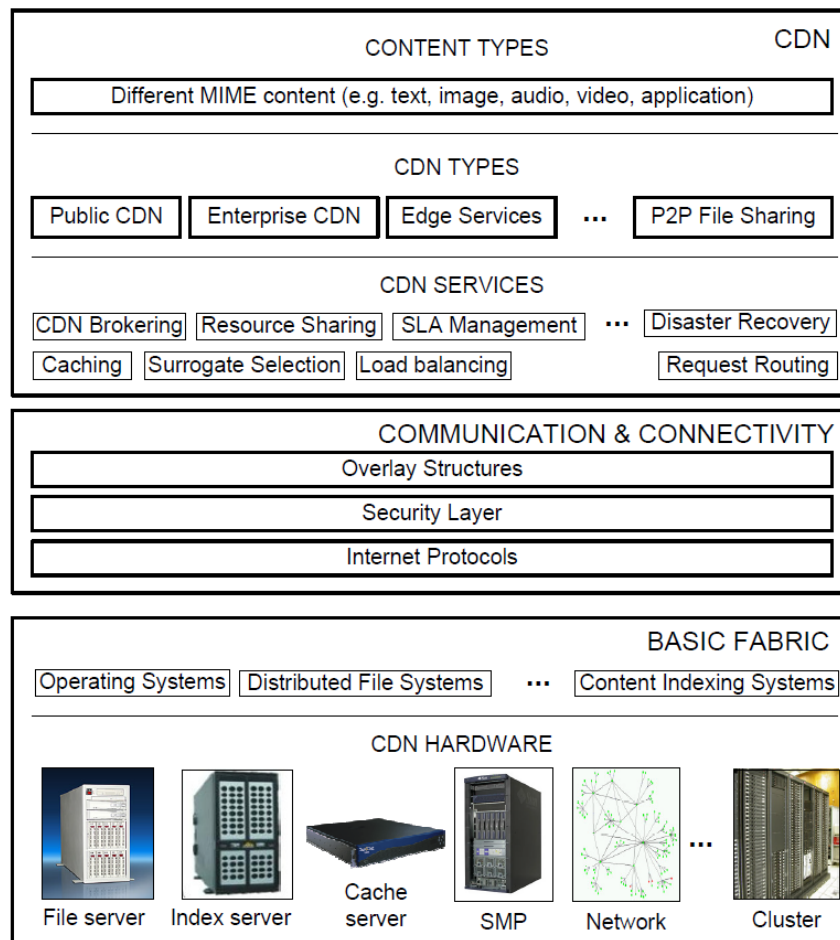 CDN
CONTENT TYPES
Different MIME content (e.g. text, image, audio, video, application)
CDN TYPES
Public CDN Enterprise CDN Edge Services ... P2P File Sharing
CDN SERVICES
CDN Brokering Resource Sharing SLA Management ... Disaster Recovery
Caching Surrogate Selection Load balancing Request Routing
COMMUNICATION & CONNECTIVITY
Overlay Structures
Security Layer
Internet Protocols
BASIC FABRIC
Operating Systems Distributed File Systems ... Content Indexing Systems
CDN HARDWARE
...
File server Index server Cache server SMP Network Cluster